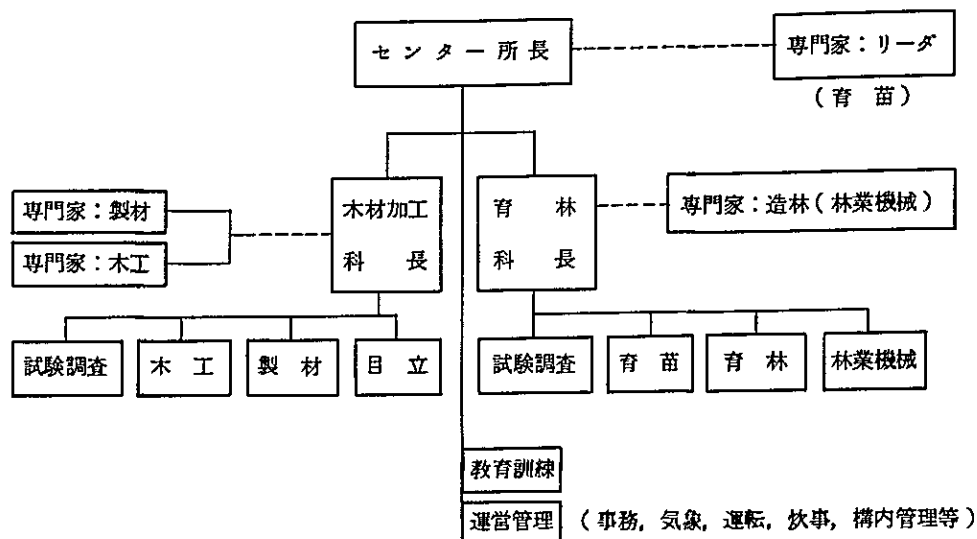 センター所長
専門家：リーダ
（育苗）
専門家：製材
専門家：木工
木材加工
科長
育林
科長
専門家：造林（林業機械）
試験調査
木工
製材
目立
試験調査
育苗
育林
林業機械
教育訓練
運営管理（事務，気象，運転，炊事，構内管理等）